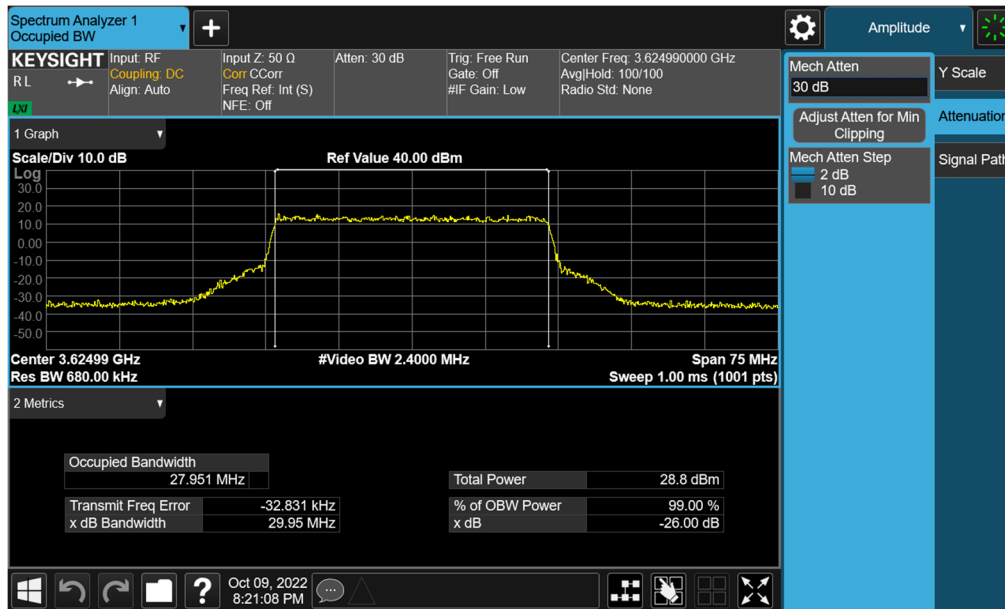 Spectrum Analyzer 1
Occupied BW
Amplitude
KEYSIGHT
R L
LXI
Input: RF
Coupling: DC
Align: Auto
Input Z: 50 Ω
Corr CCorr
Freq Ref: Int (S)
NFE: Off
Atten: 30 dB
Trig: Free Run
Gate: Off
#IF Gain: Low
Center Freq: 3.624990000 GHz
Avg|Hold: 100/100
Radio Std: None
Mech Atten
30 dB
Adjust Atten for Min
Clipping
Mech Atten Step
2 dB
10 dB
Y Scale
Attenuation
Signal Path
1 Graph
Scale/Div 10.0 dB
Ref Value 40.00 dBm
Log
30.0
20.0
10.0
0.00
-10.0
-20.0
-30.0
-40.0
-50.0
Center 3.62499 GHz
#Video BW 2.4000 MHz
Span 75 MHz
Res BW 680.00 kHz
Sweep 1.00 ms (1001 pts)
2 Metrics
Occupied Bandwidth
27.951 MHz
Total Power 28.8 dBm
Transmit Freq Error -32.831 kHz
% of OBW Power 99.00 %
x dB Bandwidth 29.95 MHz
x dB -26.00 dB
Oct 09, 2022
8:21:08 PM